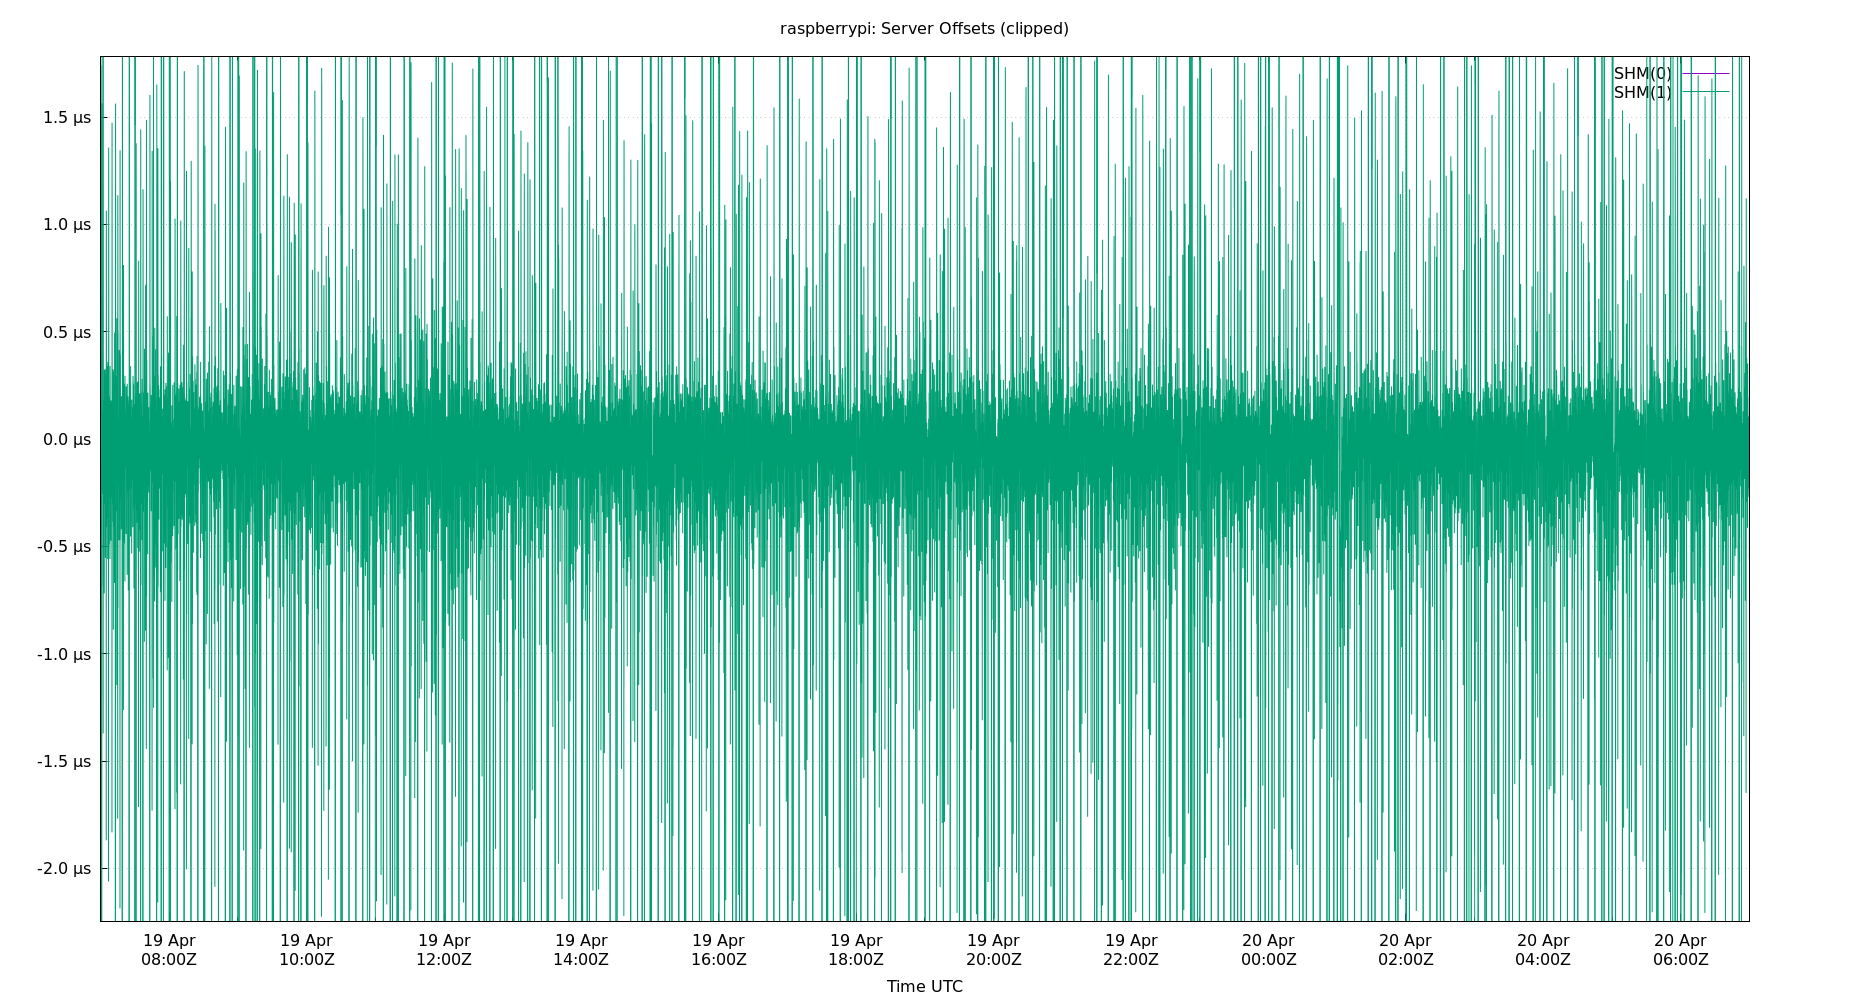 raspberrypi: Server Offsets (clipped)
SHM(0)
SHM(1)
1.5 µs
1.0 µs
0.5 µs
0.0 µs
-0.5 µs
-1.0 µs
-1.5 µs
-2.0 µs
19 Apr 19 Apr 19 Apr 19 Apr 19 Apr 19 Apr 19 Apr 19 Apr 20 Apr 20 Apr 20 Apr 20 Apr
08:00Z 10:00Z 12:00Z 14:00Z 16:00Z 18:00Z 20:00Z 22:00Z 00:00Z 02:00Z 04:00Z 06:00Z
Time UTC